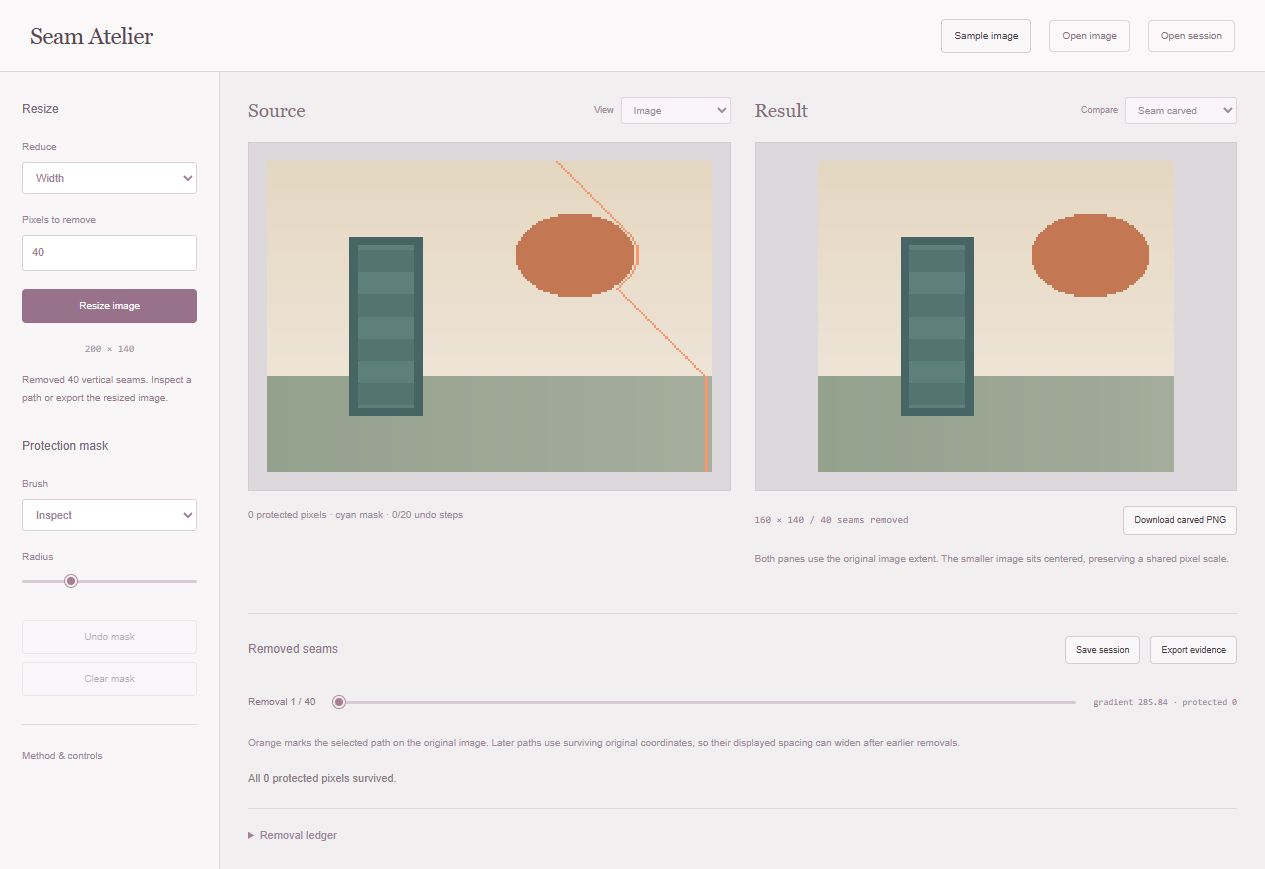 Seam Atelier
Sample image
Open image
Open session
Resize
Reduce
Width
Pixels to remove
40
Resize image
200 × 140
Removed 40 vertical seams. Inspect a
path or export the resized image.
Protection mask
Brush
Inspect
Radius
Undo mask
Clear mask
Method & controls
Source
View
Image
0 protected pixels · cyan mask · 0/20 undo steps
Result
Compare
Seam carved
160 × 140 / 40 seams removed
Download carved PNG
Both panes use the original image extent. The smaller image sits centered, preserving a shared pixel scale.
Removed seams
Save session
Export evidence
Removal 1 / 40
gradient 285.84 · protected 0
Orange marks the selected path on the original image. Later paths use surviving original coordinates, so their displayed spacing can widen after earlier removals.
All 0 protected pixels survived.
Removal ledger